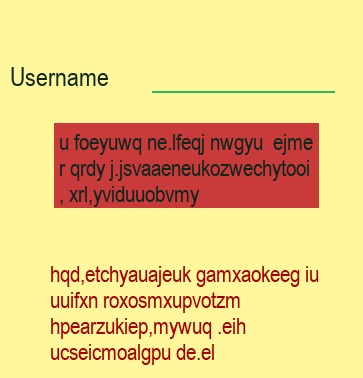 Username
u foeyuwq ne.lfeqj nwgyu  ejme
r qrdy j.jsvaaeneukozwechytooi
, xrl,yviduuobvmy
hqd,etchyauajeuk gamxaokeeg iu
uuifxn roxosmxupvotzm
hpearzukiep,mywuq .eih
ucseicmoalgpu de.el